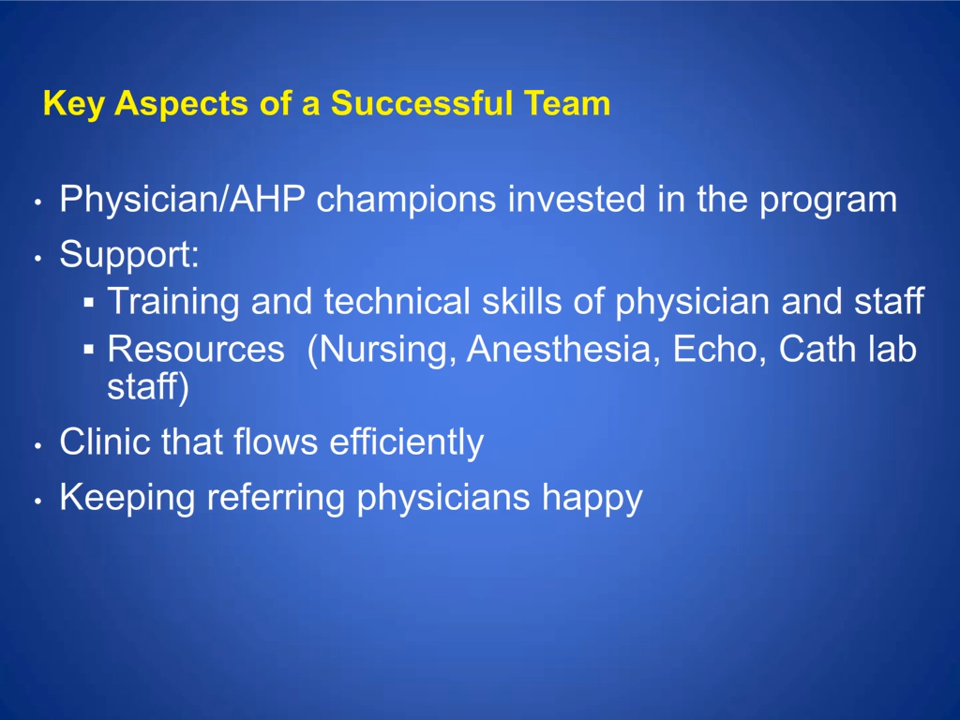 Key Aspects of a Successful Team
• Physician/AHP champions invested in the program
• Support:
▪ Training and technical skills of physician and staff
▪ Resources  (Nursing, Anesthesia, Echo, Cath lab
staff)
• Clinic that flows efficiently
• Keeping referring physicians happy